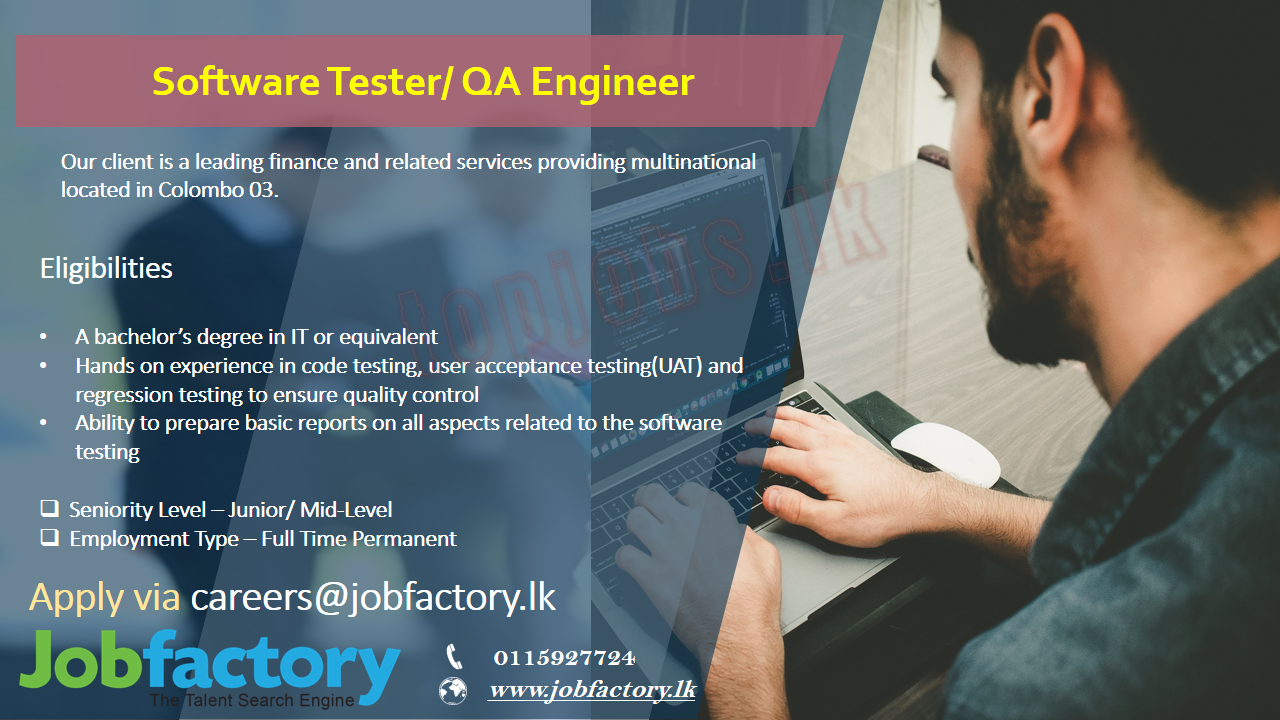 Software Tester/ QA Engineer
Our client is a leading finance and related services providing multinational
located in Colombo 03.
Eligibilities
• A bachelor's degree in IT or equivalent
• Hands on experience in code testing, user acceptance testing(UAT) and
regression testing to ensure quality control
• Ability to prepare basic reports on all aspects related to the software
testing
❑ Seniority Level – Junior/ Mid-Level
❑ Employment Type – Full Time Permanent
Apply via careers@jobfactory.lk
Jobfactory
The Talent Search Engine
0115927724
www.jobfactory.lk
topjobs.lk